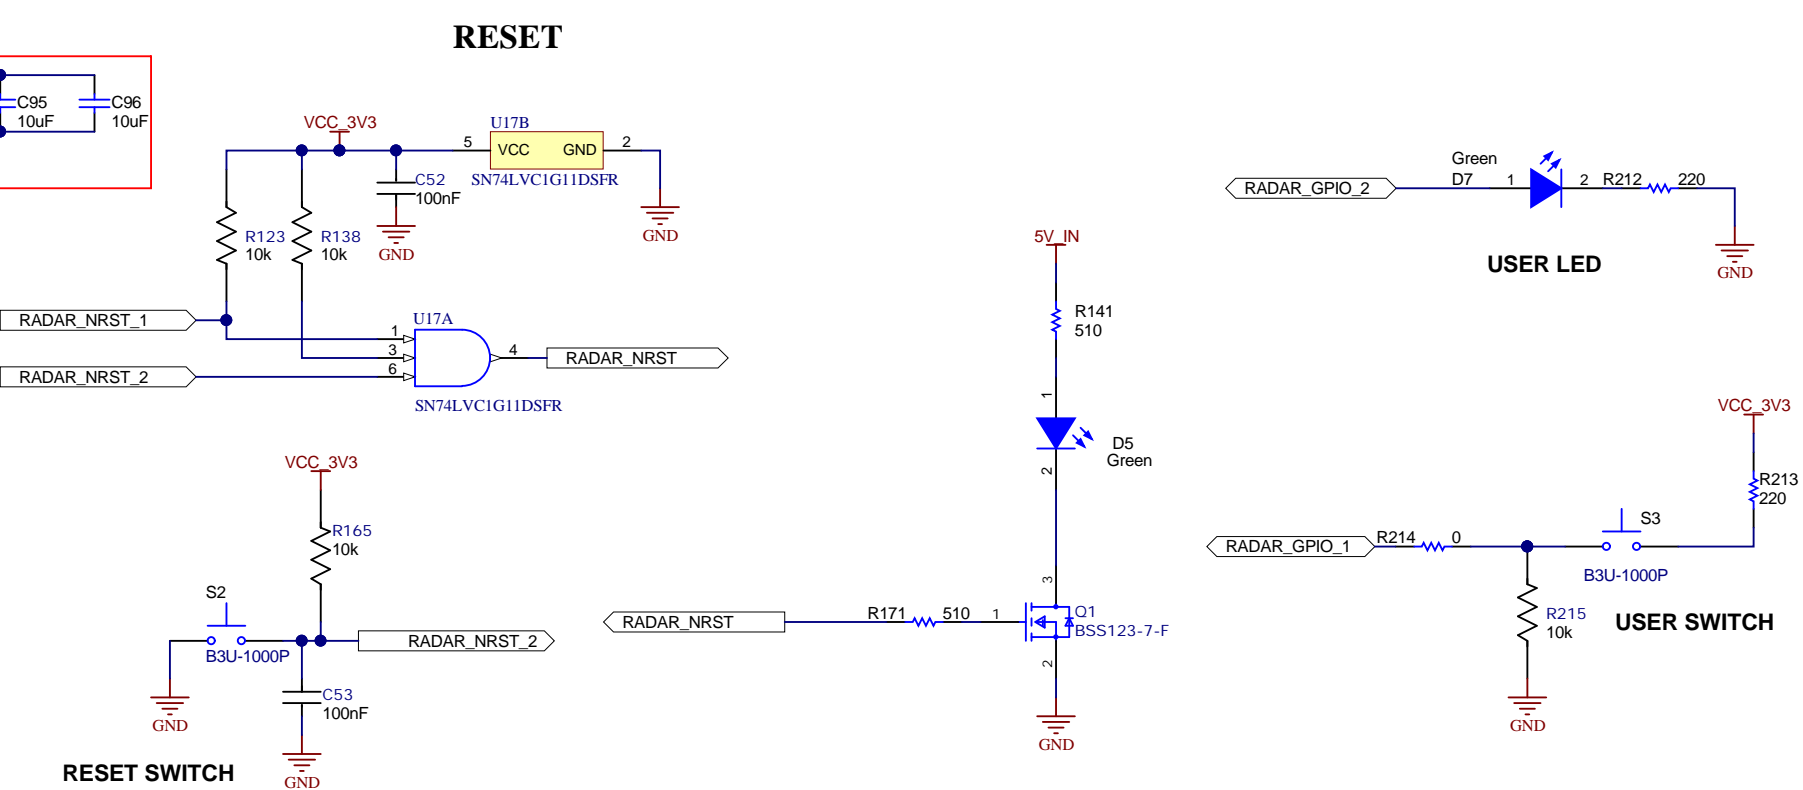 RESET
C95
10uF
C96
10uF
VCC_3V3
U17B
5
VCC
GND
2
SN74LVC1G11DSFR
C52
100nF
GND
GND
R123
10k
R138
10k
RADAR_NRST_1
RADAR_NRST_2
U17A
1
3
6
4
RADAR_NRST
SN74LVC1G11DSFR
VCC_3V3
R165
10k
S2
B3U-1000P
RADAR_NRST_2
GND
C53
100nF
GND
RESET SWITCH
5V_IN
R141
510
1
D5
Green
2
3
RADAR_NRST
R171
510
1
Q1
BSS123-7-F
2
GND
Green
D7
RADAR_GPIO_2
1
2
R212
220
GND
USER LED
VCC_3V3
R213
220
S3
RADAR_GPIO_1
R214
0
B3U-1000P
R215
10k
USER SWITCH
GND